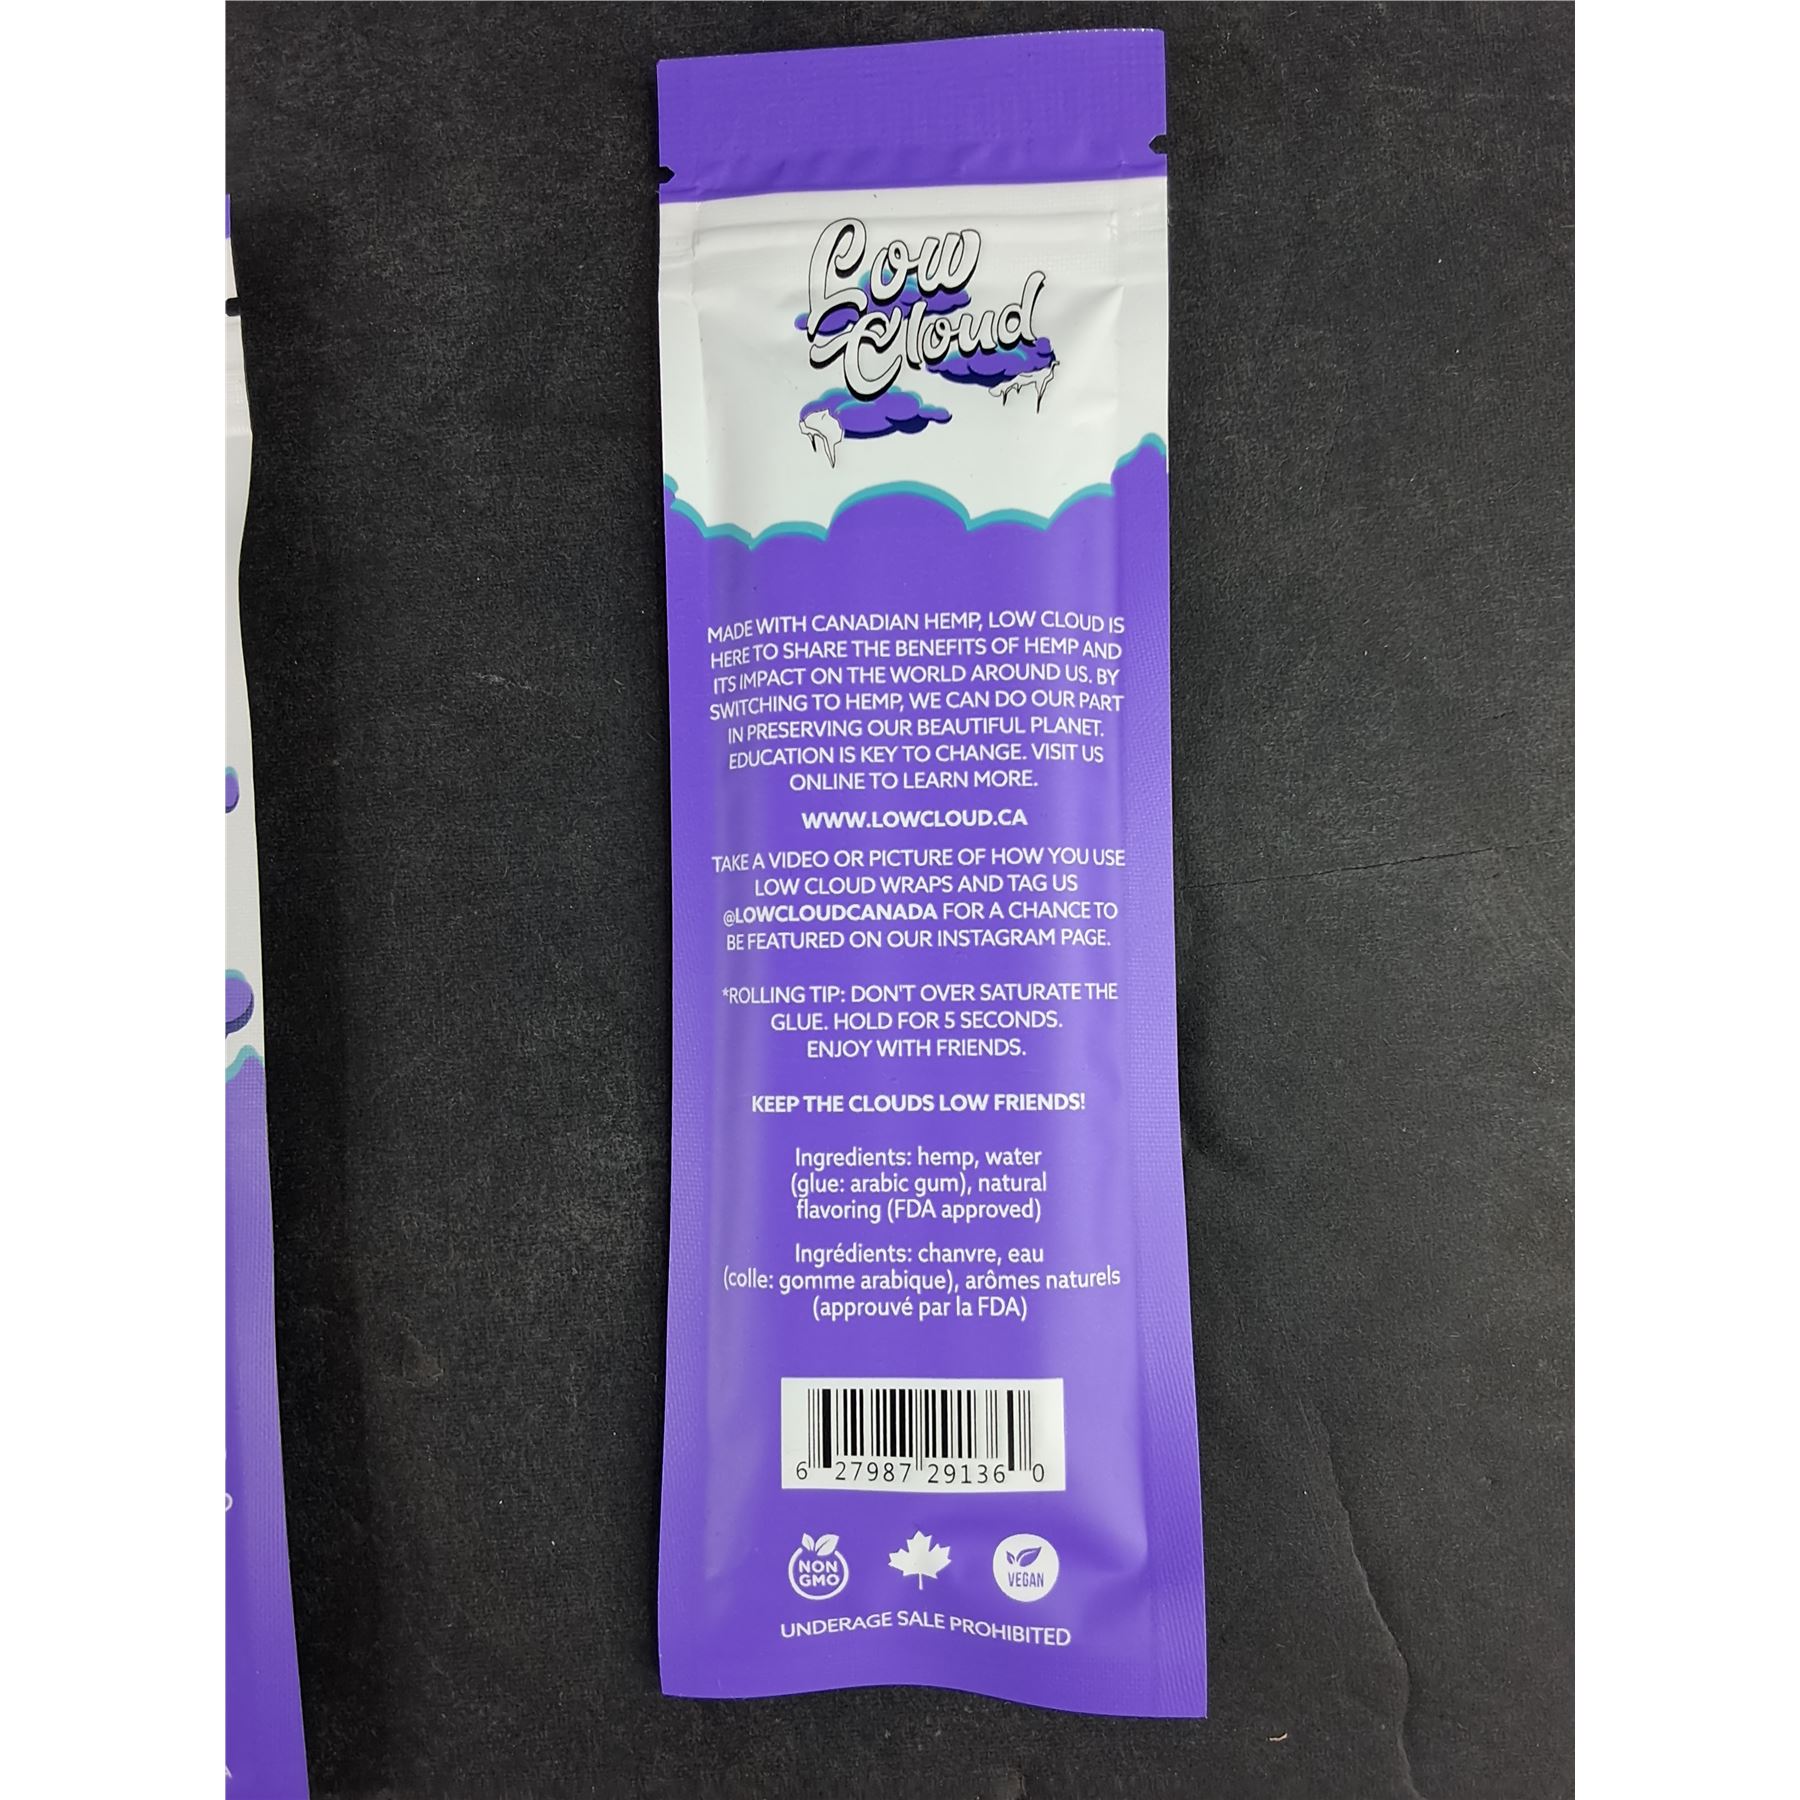 Low
Cloud
MADE WITH CANADIAN HEMP, LOW CLOUD IS
HERE TO SHARE THE BENEFITS OF HEMP AND
ITS IMPACT ON THE WORLD AROUND US. BY
SWITCHING TO HEMP, WE CAN DO OUR PART
IN PRESERVING OUR BEAUTIFUL PLANET.
EDUCATION IS KEY TO CHANGE. VISIT US
ONLINE TO LEARN MORE.
WWW.LOWCLOUD.CA
TAKE A VIDEO OR PICTURE OF HOW YOU USE
LOW CLOUD WRAPS AND TAG US
@LOWCLOUDCANADA FOR A CHANCE TO
BE FEATURED ON OUR INSTAGRAM PAGE.
*ROLLING TIP: DON'T OVER SATURATE THE
GLUE. HOLD FOR 5 SECONDS.
ENJOY WITH FRIENDS.
KEEP THE CLOUDS LOW FRIENDS!
Ingredients: hemp, water
(glue: arabic gum), natural
flavoring (FDA approved)
Ingrédients: chanvre, eau
(colle: gomme arabique), arômes naturels
(approuvé par la FDA)
6 27987 29136 0
NON
GMO
VEGAN
UNDERAGE SALE PROHIBITED